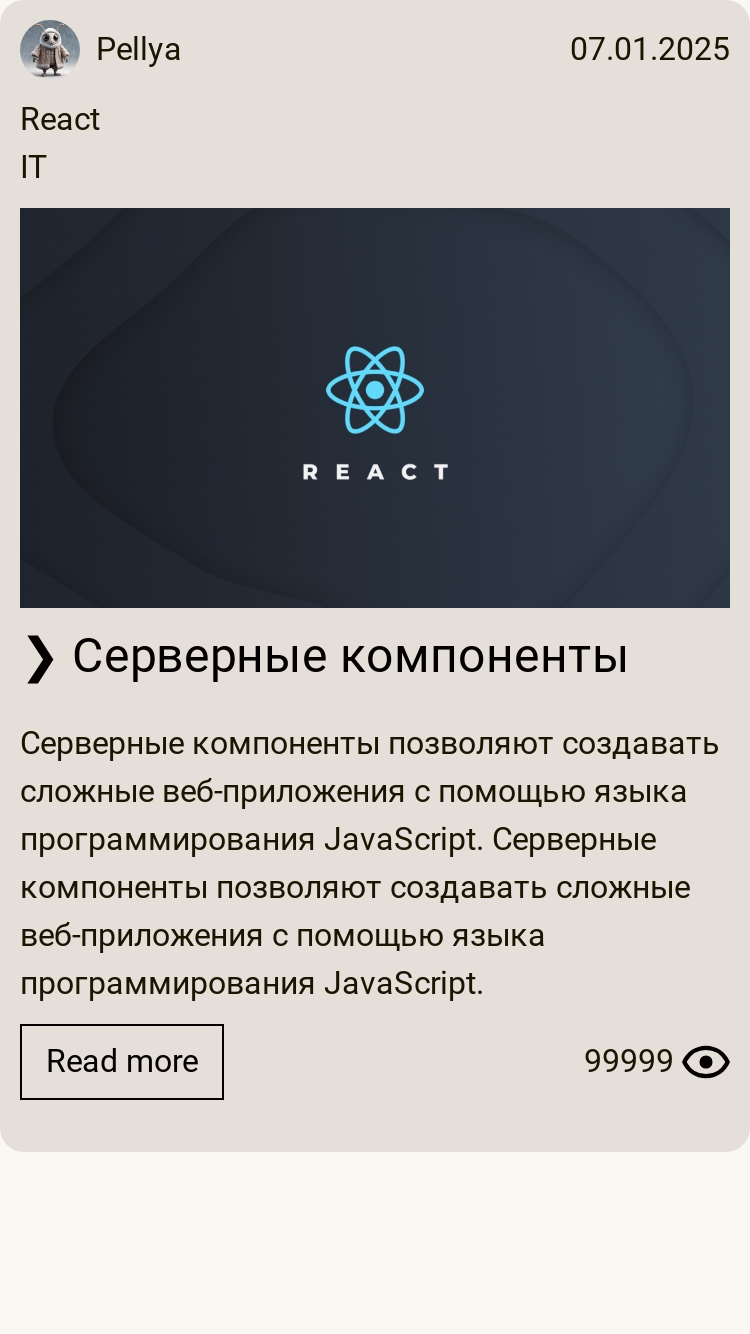 Pellya 07.01.2025
React
IT
REACT
❯ Серверные компоненты
Серверные компоненты позволяют создавать
сложные веб-приложения с помощью языка
программирования JavaScript. Серверные
компоненты позволяют создавать сложные
веб-приложения с помощью языка
программирования JavaScript.
Read more 99999